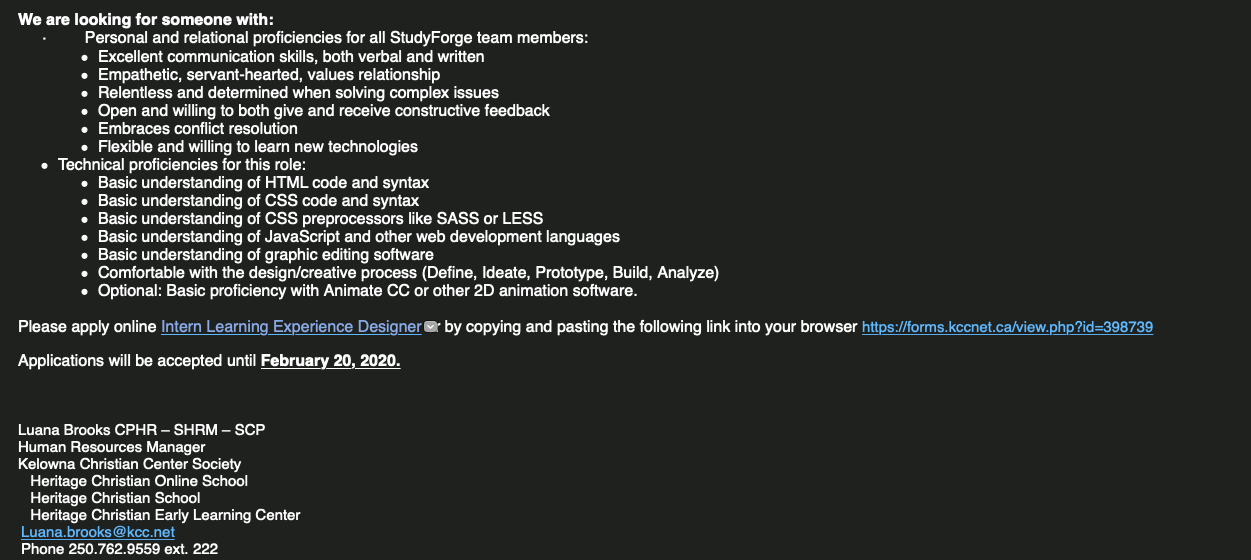 We are looking for someone with:
· Personal and relational proficiencies for all StudyForge team members:
● Excellent communication skills, both verbal and written
● Empathetic, servant-hearted, values relationship
● Relentless and determined when solving complex issues
● Open and willing to both give and receive constructive feedback
● Embraces conflict resolution
● Flexible and willing to learn new technologies
● Technical proficiencies for this role:
● Basic understanding of HTML code and syntax
● Basic understanding of CSS code and syntax
● Basic understanding of CSS preprocessors like SASS or LESS
● Basic understanding of JavaScript and other web development languages
● Basic understanding of graphic editing software
● Comfortable with the design/creative process (Define, Ideate, Prototype, Build, Analyze)
● Optional: Basic proficiency with Animate CC or other 2D animation software.
Please apply online Intern Learning Experience Designer by copying and pasting the following link into your browser https://forms.kccnet.ca/view.php?id=398739
Applications will be accepted until February 20, 2020.
Luana Brooks CPHR – SHRM – SCP
Human Resources Manager
Kelowna Christian Center Society
Heritage Christian Online School
Heritage Christian School
Heritage Christian Early Learning Center
Luana.brooks@kcc.net
Phone 250.762.9559 ext. 222